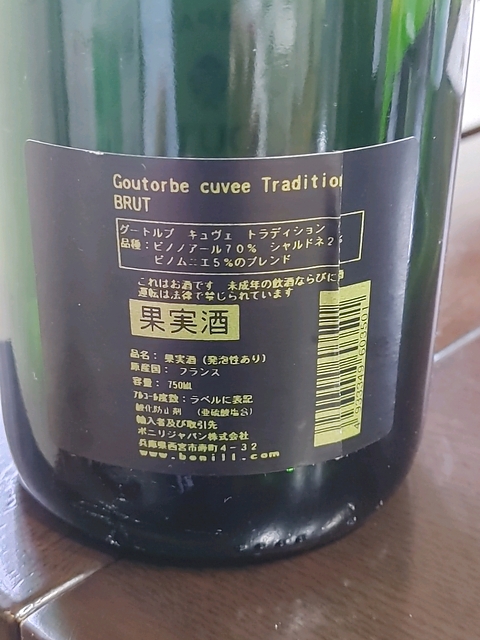 Goutorbe cuvee Tradition
BRUT
グートルブ キュヴェ トラディション
品種：ピノノアール７０％ シャルドネ２５
ピノムニエ５％のブレンド
これはお酒です 未成年の飲酒ならびに
運転は法律で禁じられています
果実酒
品名： 果実酒 (発泡性あり)
原産国： フランス
容量： 750ML
ｱﾙｺｰﾙ度数：ラベルに表記
酸化防止剤 (亜硫酸塩含)
輸入者及び取引先
ボニリジャパン株式会社
兵庫県西宮市寿町４－３２
www.bonili.com